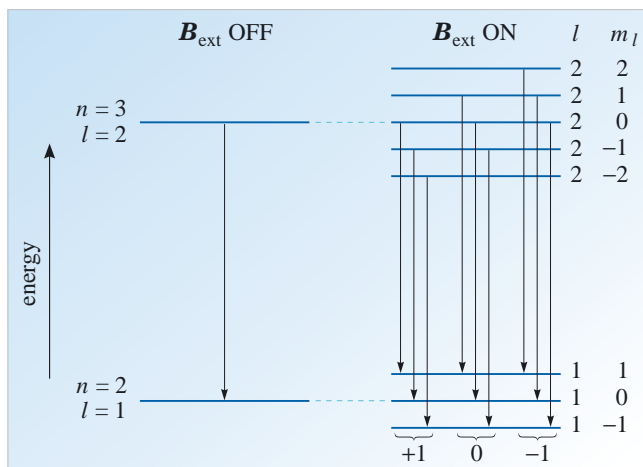 B_ext OFF B_ext ON l m_l
2 2
n = 3 2 1
l = 2 2 0
2 −1
2 −2
energy
n = 2 1 1
l = 1 1 0
1 −1
+1 0 −1